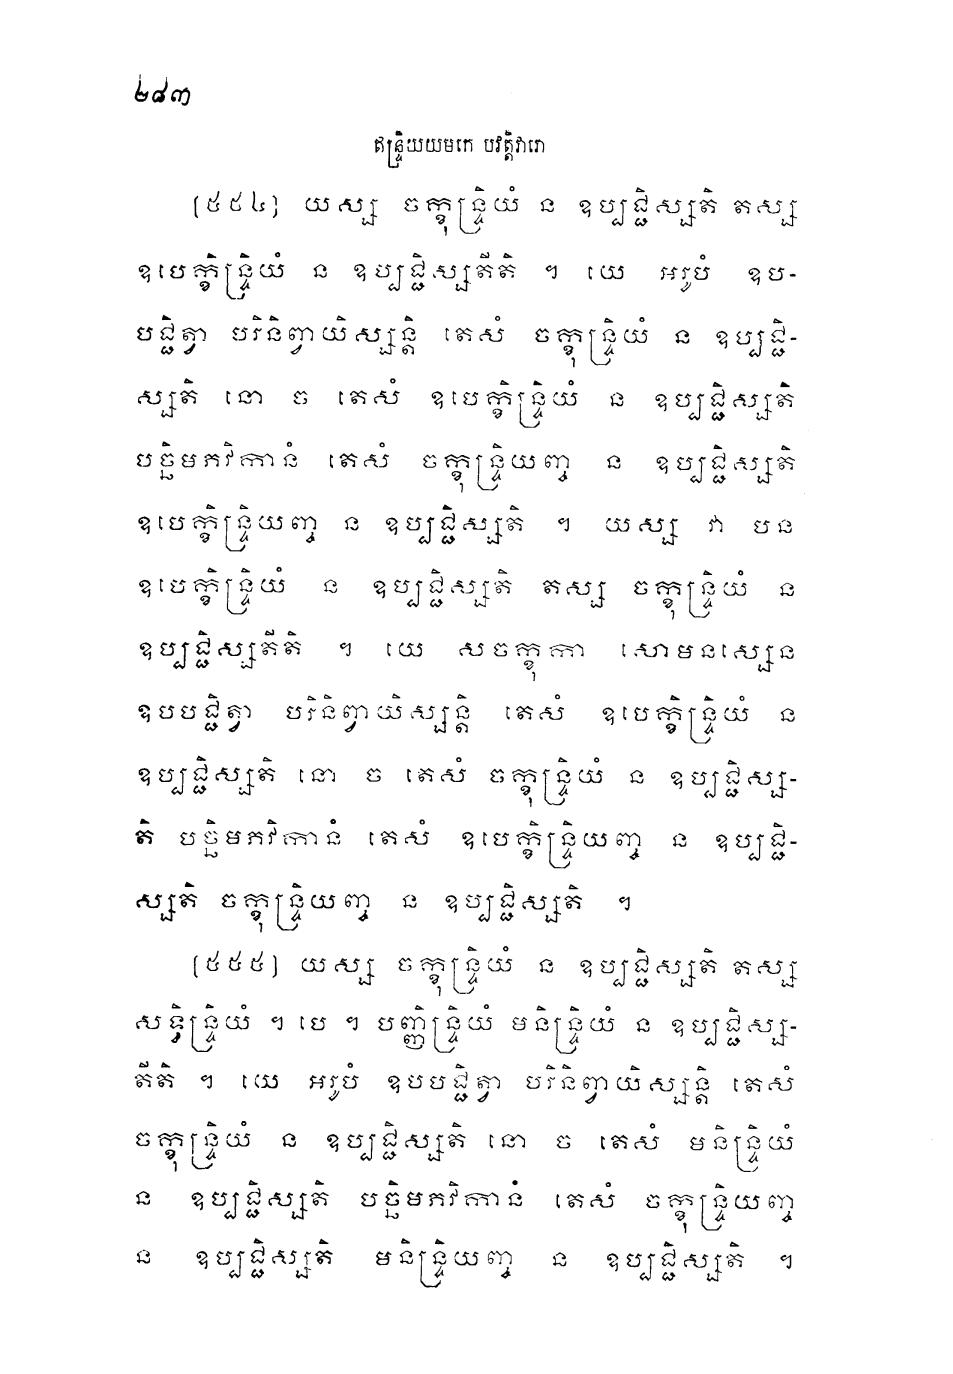 ២៨៣
ឥន្ទ្រិយយមកេ បវត្តិវារោ
(៥៥៤) យស្ស ចក្ខុន្ទ្រិយំ ន ឧប្បជ្ជិស្សតិ តស្ស
ឧបេក្ខិន្ទ្រិយំ ន ឧប្បជ្ជិស្សតីតិ ។ យេ អរូបំ ឧប-
បជ្ជិត្វា បរិនិព្វាយិស្សន្តិ តេសំ ចក្ខុន្ទ្រិយំ ន ឧប្បជ្ជិ-
ស្សតិ នោ ច តេសំ ឧបេក្ខិន្ទ្រិយំ ន ឧប្បជ្ជិស្សតិ
បច្ឆិមភវិកានំ តេសំ ចក្ខុន្ទ្រិយញ្ច ន ឧប្បជ្ជិស្សតិ
ឧបេក្ខិន្ទ្រិយញ្ច ន ឧប្បជ្ជិស្សតិ ។ យស្ស វា បន
ឧបេក្ខិន្ទ្រិយំ ន ឧប្បជ្ជិស្សតិ តស្ស ចក្ខុន្ទ្រិយំ ន
ឧប្បជ្ជិស្សតីតិ ។ យេ សចក្ខុកា សោមនស្សេន
ឧបបជ្ជិត្វា បរិនិព្វាយិស្សន្តិ តេសំ ឧបេក្ខិន្ទ្រិយំ ន
ឧប្បជ្ជិស្សតិ នោ ច តេសំ ចក្ខុន្ទ្រិយំ ន ឧប្បជ្ជិស្ស-
តិ បច្ឆិមភវិកានំ តេសំ ឧបេក្ខិន្ទ្រិយញ្ច ន ឧប្បជ្ជិ-
ស្សតិ ចក្ខុន្ទ្រិយញ្ច ន ឧប្បជ្ជិស្សតិ ។
(៥៥៥) យស្ស ចក្ខុន្ទ្រិយំ ន ឧប្បជ្ជិស្សតិ តស្ស
សទ្ធិន្ទ្រិយំ ។ បេ ។ បញ្ញិន្ទ្រិយំ មនិន្ទ្រិយំ ន ឧប្បជ្ជិស្ស-
តីតិ ។ យេ អរូបំ ឧបបជ្ជិត្វា បរិនិព្វាយិស្សន្តិ តេសំ
ចក្ខុន្ទ្រិយំ ន ឧប្បជ្ជិស្សតិ នោ ច តេសំ មនិន្ទ្រិយំ
ន ឧប្បជ្ជិស្សតិ បច្ឆិមភវិកានំ តេសំ ចក្ខុន្ទ្រិយញ្ច
ន ឧប្បជ្ជិស្សតិ មនិន្ទ្រិយញ្ច ន ឧប្បជ្ជិស្សតិ ។